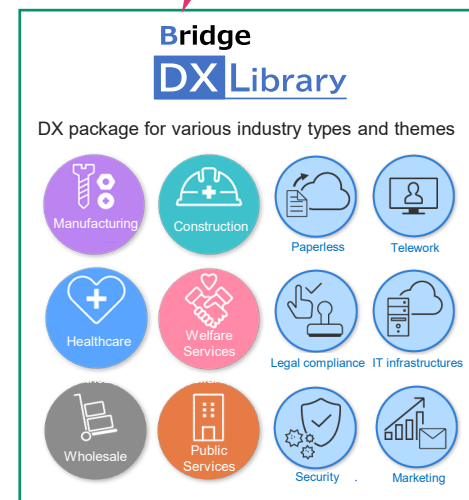 Bridge
DX Library
DX package for various industry types and themes
Manufacturing
Construction
Paperless
Telework
Healthcare
Welfare
Services
Legal compliance
IT infrastructures
Wholesale
Public
Services
Security .
Marketing